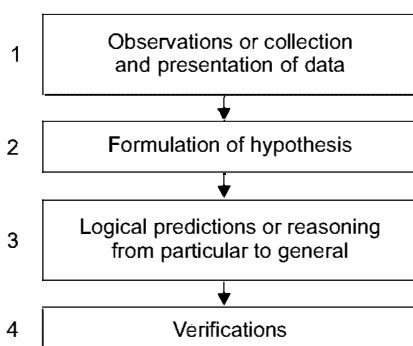 1
Observations or collection
and presentation of data
2
Formulation of hypothesis
3
Logical predictions or reasoning
from particular to general
4
Verifications